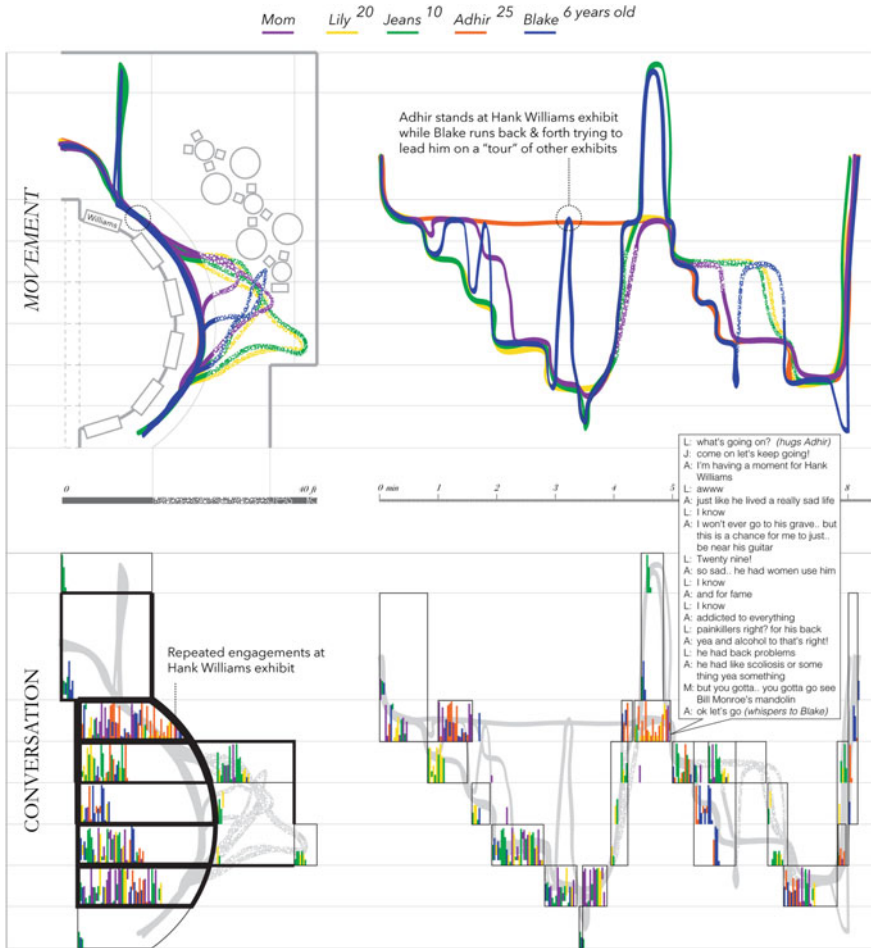 Mom Lily 20 Jeans 10 Adhir 25 Blake 6 years old
MOVEMENT
Williams
Adhir stands at Hank Williams exhibit
while Blake runs back & forth trying to
lead him on a “tour” of other exhibits
0 40 ft
0 min 1 2 3 4 5 8
L: what's going on? (hugs Adhir)
J: come on let's keep going!
A: I'm having a moment for Hank
Williams
L: awww
A: just like he lived a really sad life
L: I know
A: I won't ever go to his grave.. but
this is a chance for me to just..
be near his guitar
L: Twenty nine!
A: so sad.. he had women use him
L: I know
A: and for fame
L: I know
A: addicted to everything
L: painkillers right? for his back
A: yea and alcohol to that's right!
L: he had back problems
A: he had like scoliosis or some
thing yea something
M: but you gotta.. you gotta go see
Bill Monroe's mandolin
A: ok let's go (whispers to Blake)
CONVERSATION
Repeated engagements at
Hank Williams exhibit